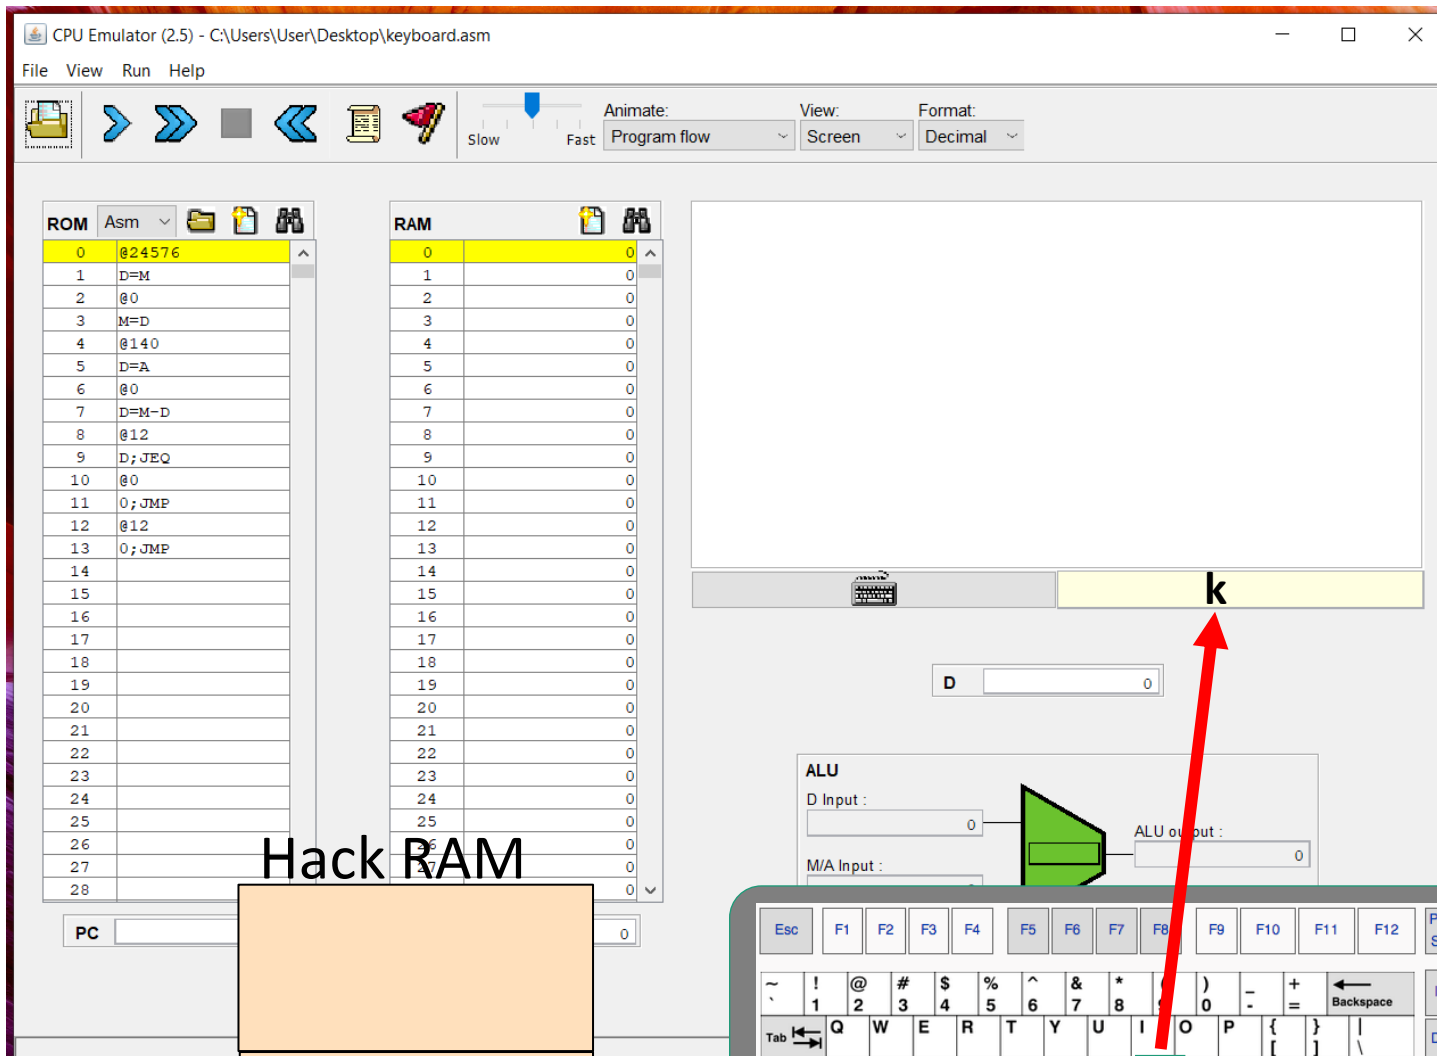 CPU Emulator (2.5) - C:\Users\User\Desktop\keyboard.asm
File View Run Help
Slow Fast
Animate:
Program flow
View:
Screen
Format:
Decimal
ROM Asm
0 @24576
1 D=M
2 @0
3 M=D
4 @140
5 D=A
6 @0
7 D=M-D
8 @12
9 D;JEQ
10 @0
11 0;JMP
12 @12
13 0;JMP
14
15
16
17
18
19
20
21
22
23
24
25
26
27
28
PC
RAM
0 0
1 0
2 0
3 0
4 0
5 0
6 0
7 0
8 0
9 0
10 0
11 0
12 0
13 0
14 0
15 0
16 0
17 0
18 0
19 0
20 0
21 0
22 0
23 0
24 0
25 0
26 0
27 0
0
0
Hack RAM
k
D 0
ALU
D Input :
0
M/A Input :
ALU output :
0
Esc F1 F2 F3 F4 F5 F6 F7 F8 F9 F10 F11 F12
~ ! @ # $ % ^ & * ( ) _ +
` 1 2 3 4 5 6 7 8 9 0 - = Backspace
Tab Q W E R T Y U I O P { } |
[ ] \